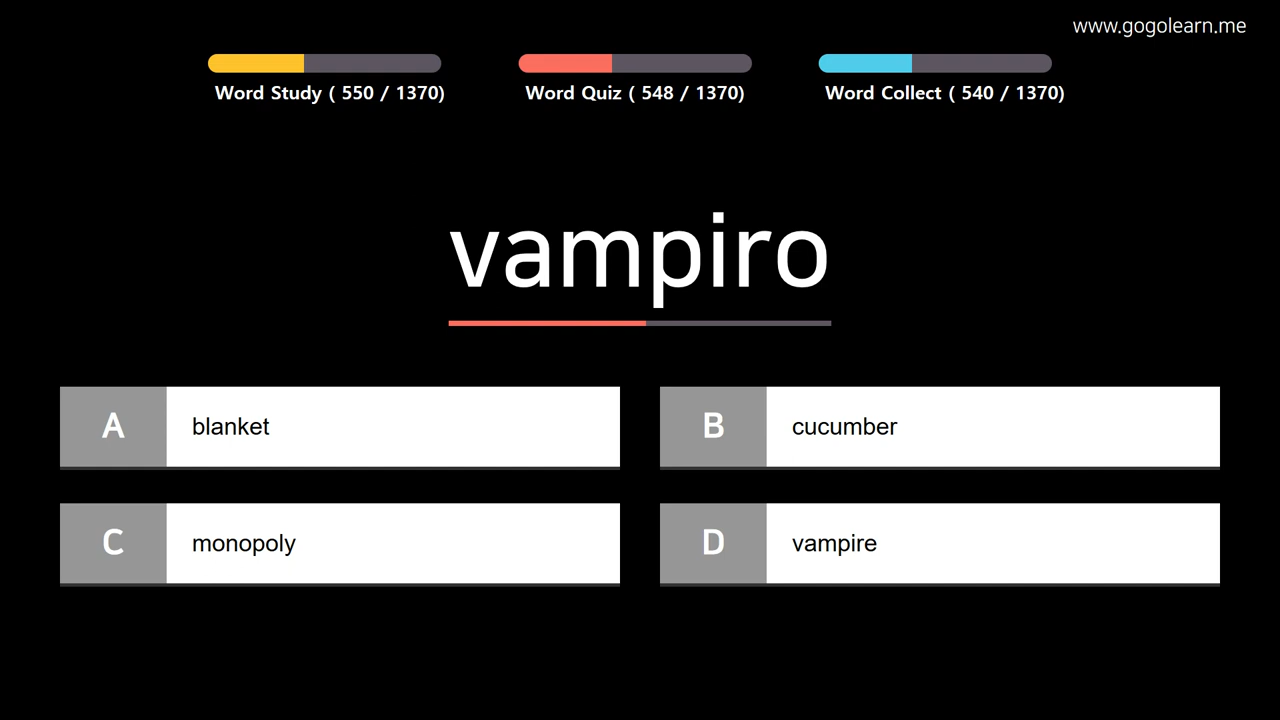 www.gogolearn.me
Word Study ( 550 / 1370)
Word Quiz ( 548 / 1370)
Word Collect ( 540 / 1370)
vampiro
A
blanket
B
cucumber
C
monopoly
D
vampire